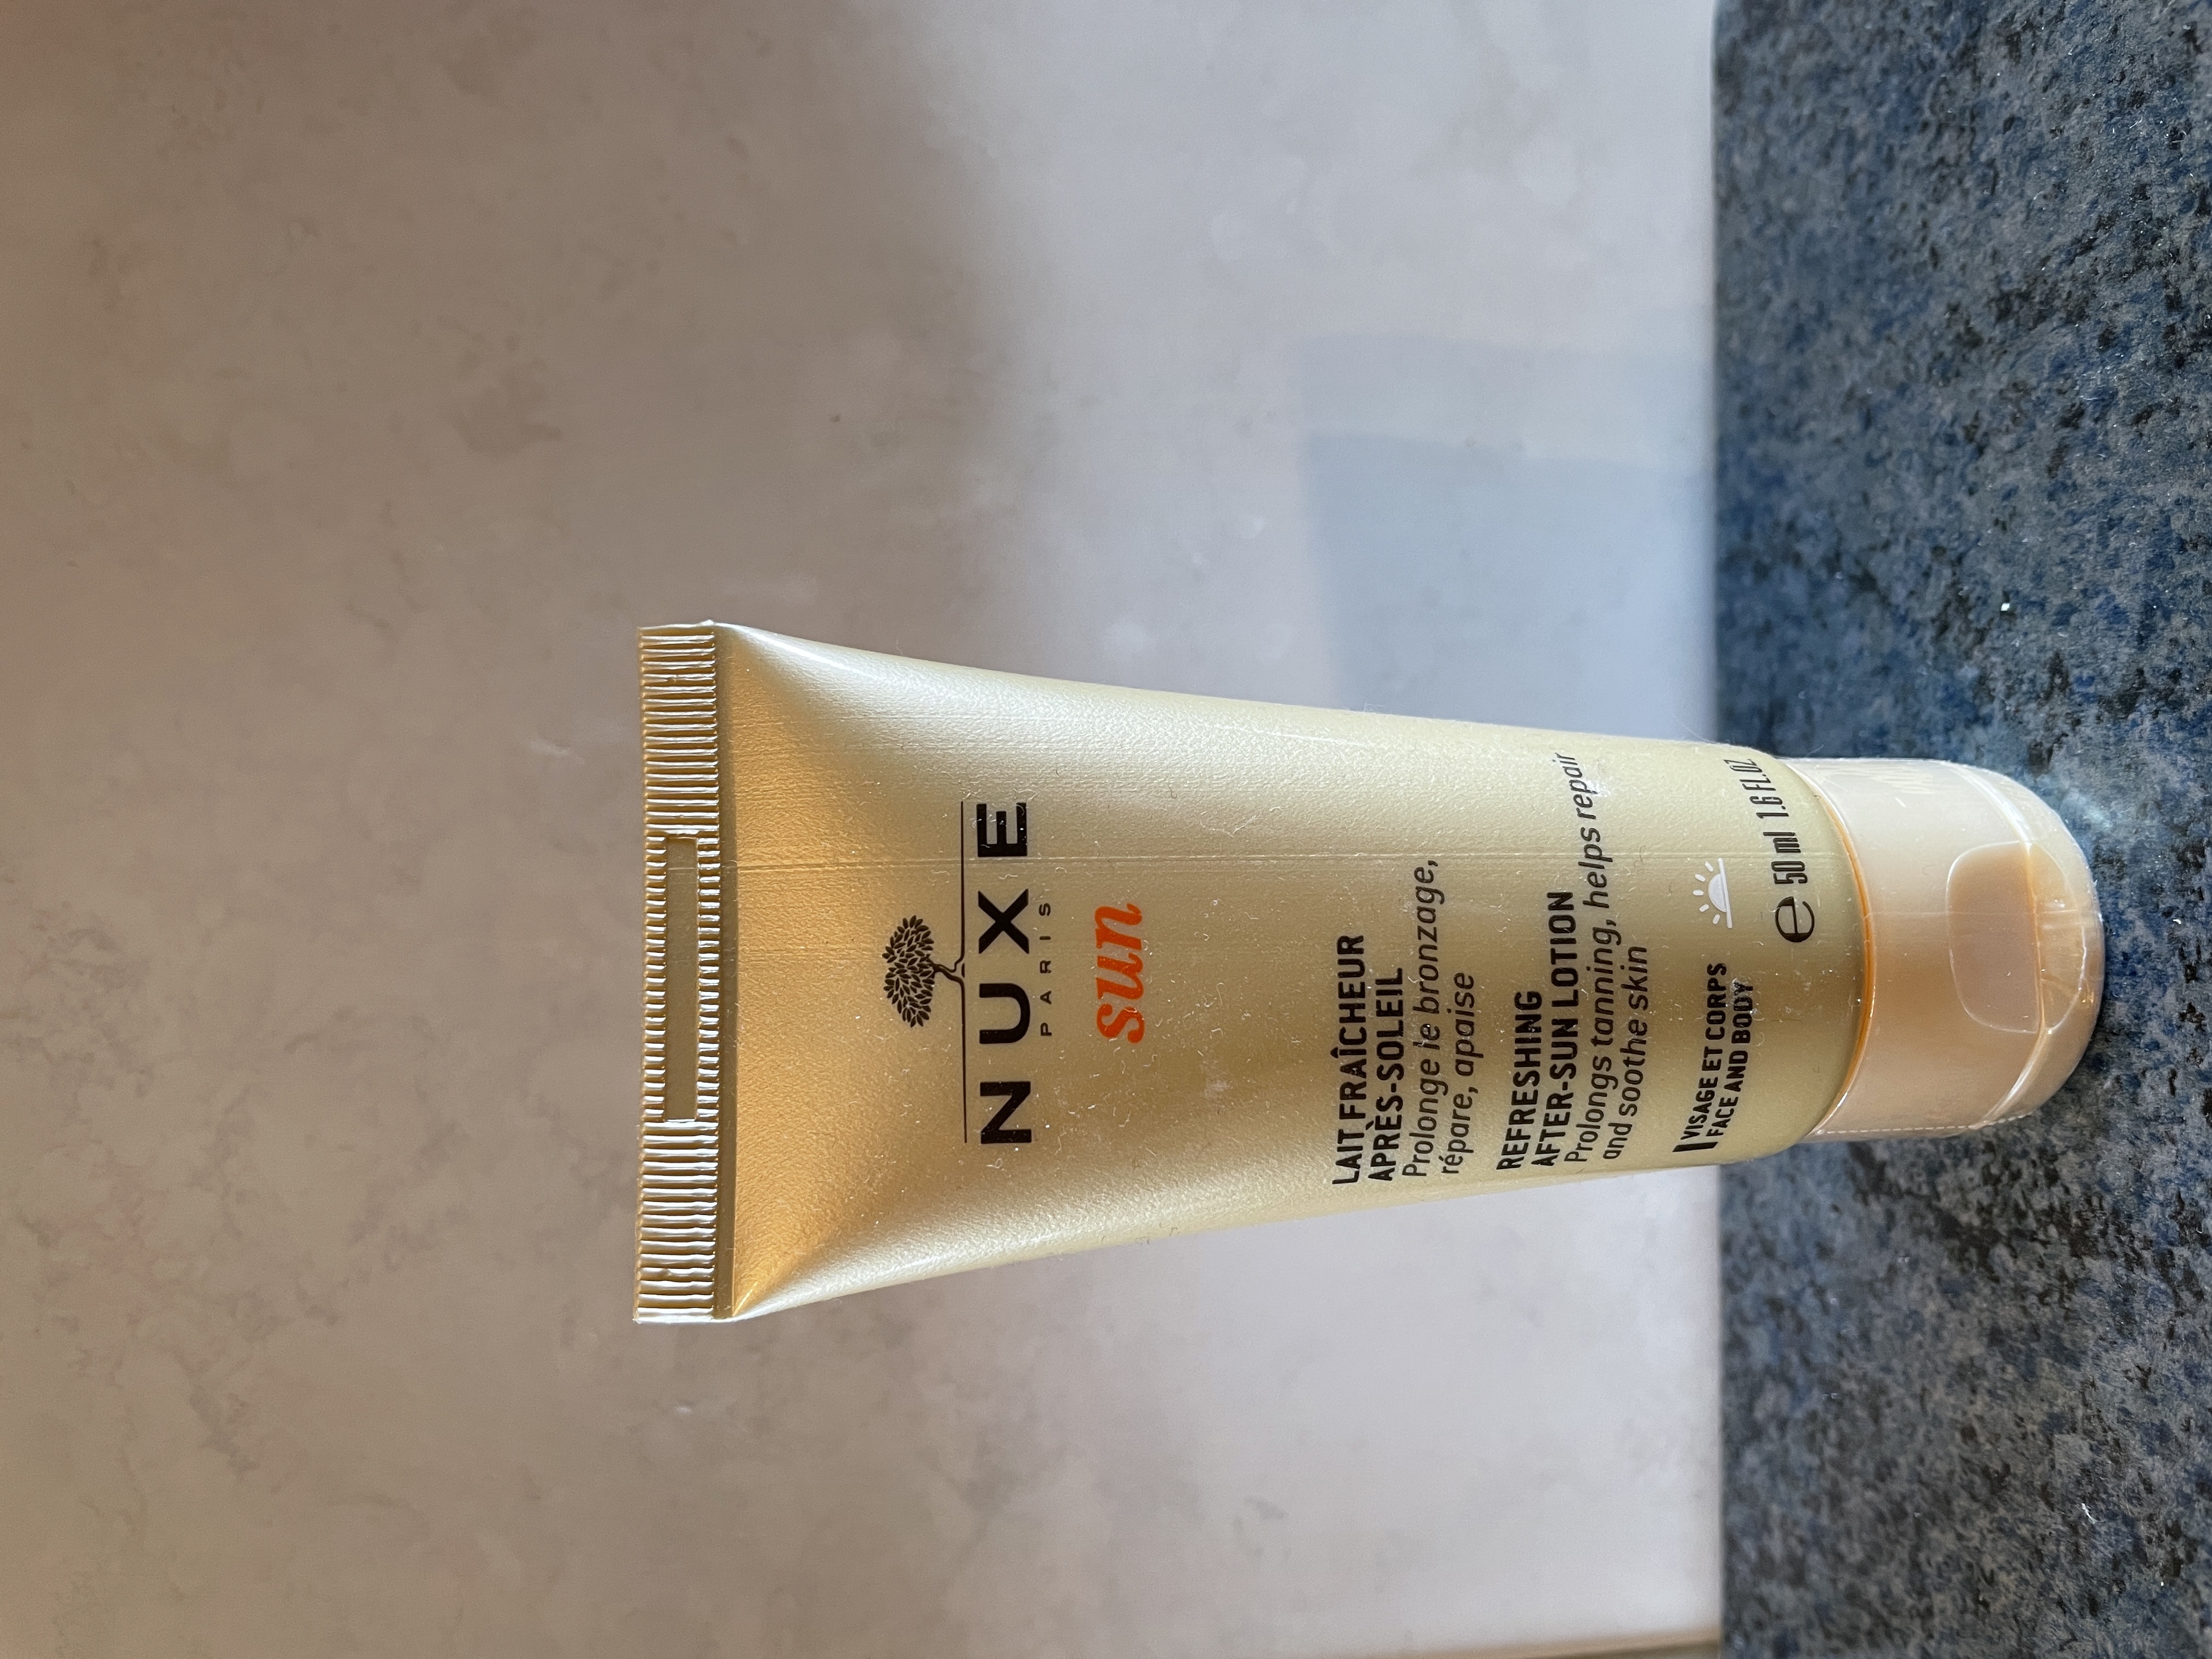 NUXE
PARIS
sun
LAIT FRAÎCHEUR
APRÈS-SOLEIL
Prolonge le bronzage,
répare, apaise
REFRESHING
AFTER-SUN LOTION
Prolongs tanning, helps repair
and soothe skin
VISAGE ET CORPS
FACE AND BODY
e 50 ml 1.6 FL.OZ.